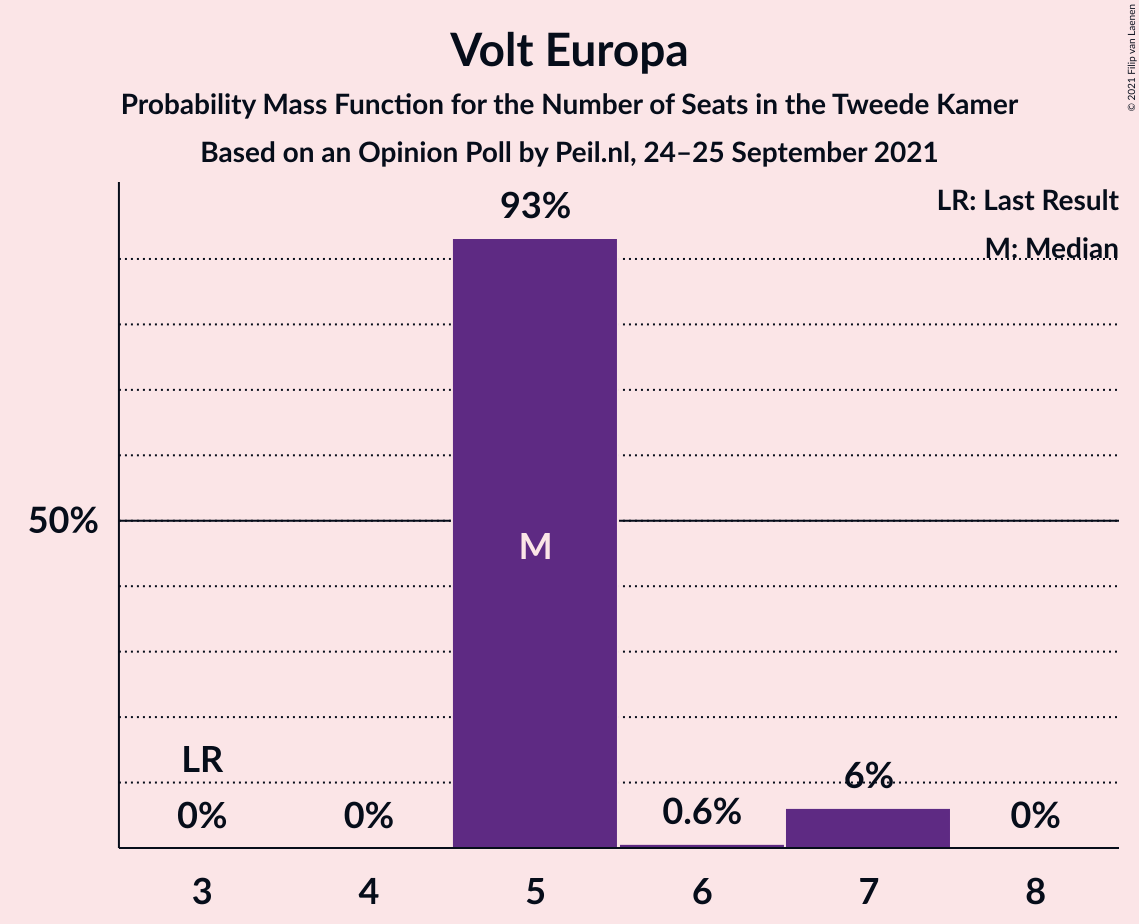 Volt Europa
Probability Mass Function for the Number of Seats in the Tweede Kamer
Based on an Opinion Poll by Peil.nl, 24–25 September 2021
© 2021 Filip van Laenen
LR: Last Result
M: Median
93%
50%
M
LR
0%
0%
0.6%
6%
0%
3 4 5 6 7 8